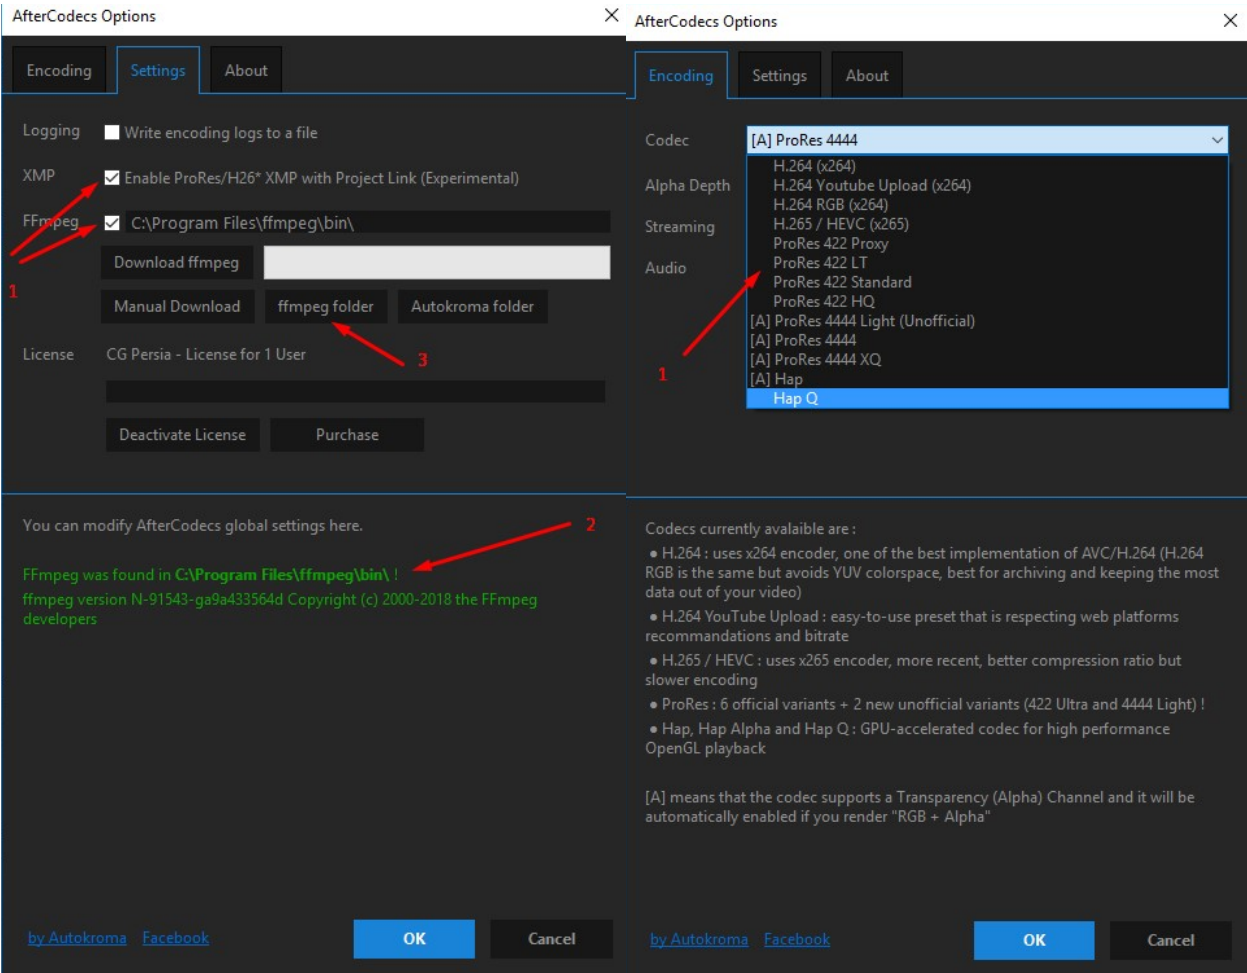 AfterCodecs Options
Encoding Settings About
Logging Write encoding logs to a file
XMP Enable ProRes/H26* XMP with Project Link (Experimental)
FFmpeg C:\Program Files\ffmpeg\bin\
Download ffmpeg
1
Manual Download ffmpeg folder Autokroma folder
License CG Persia - License for 1 User
3
Deactivate License Purchase
You can modify AfterCodecs global settings here.
2
FFmpeg was found in C:\Program Files\ffmpeg\bin\ !
ffmpeg version N-91543-ga9a433564d Copyright (c) 2000-2018 the FFmpeg
developers
by Autokroma Facebook OK Cancel
AfterCodecs Options
Encoding Settings About
Codec [A] ProRes 4444
H.264 (x264)
Alpha Depth H.264 Youtube Upload (x264)
H.264 RGB (x264)
Streaming H.265 / HEVC (x265)
ProRes 422 Proxy
Audio ProRes 422 LT
ProRes 422 Standard
ProRes 422 HQ
[A] ProRes 4444 Light (Unofficial)
[A] ProRes 4444
[A] ProRes 4444 XQ
1
[A] Hap
Hap Q
Codecs currently avalaible are :
● H.264 : uses x264 encoder, one of the best implementation of AVC/H.264 (H.264
RGB is the same but avoids YUV colorspace, best for archiving and keeping the most
data out of your video)
● H.264 YouTube Upload : easy-to-use preset that is respecting web platforms
recommandations and bitrate
● H.265 / HEVC : uses x265 encoder, more recent, better compression ratio but
slower encoding
● ProRes : 6 official variants + 2 new unofficial variants (422 Ultra and 4444 Light) !
● Hap, Hap Alpha and Hap Q : GPU-accelerated codec for high performance
OpenGL playback
[A] means that the codec supports a Transparency (Alpha) Channel and it will be
automatically enabled if you render "RGB + Alpha"
by Autokroma Facebook OK Cancel